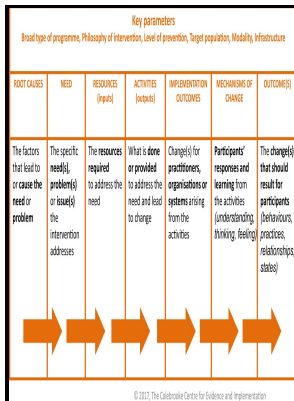 Key parameters
Broad type of programme, Philosophy of intervention, Level of prevention, Target population, Modality, Infrastructure
ROOT CAUSES
NEED
RESOURCES
(inputs)
ACTIVITIES
(outputs)
IMPLEMENTATION
OUTCOMES
MECHANISMS OF
CHANGE
OUTCOME(S)
The factors
that lead to
or cause the
need or
problem
The specific
need(s),
problem(s)
or issue(s)
the
intervention
addresses
The resources
required
to address the
need
What is done
or provided
to address the
need and lead
to change
Change(s) for
practitioners,
organisations or
systems arising
from the
activities
Participants'
responses and
learning from
the activities
(understanding,
thinking, feeling)
The change(s)
that should
result for
participants
(behaviours,
practices,
relationships,
states)
© 2017, The Colebrooke Centre for Evidence and Implementation